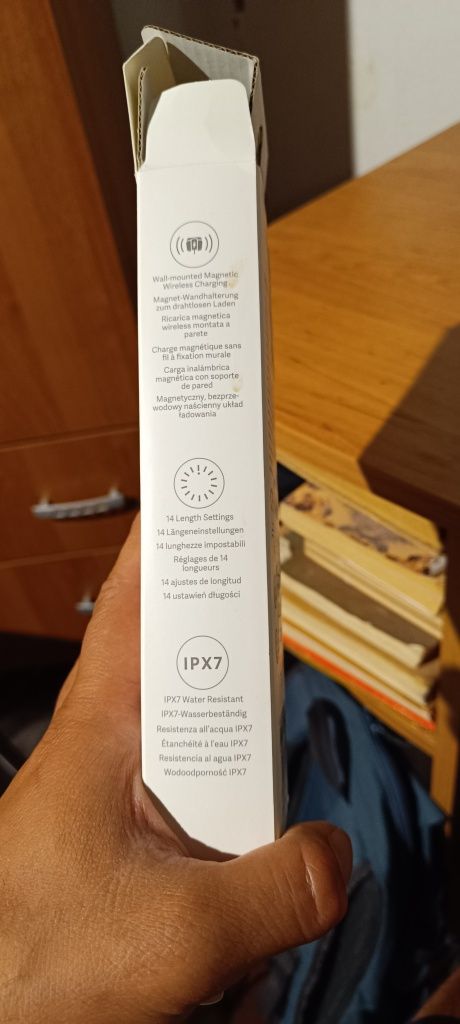 Wall-mounted Magnetic
Wireless Charging
Magnet-Wandhalterung
zum drahtlosen Laden
Ricarica magnetica
wireless montata a
parete
Charge magnétique sans
fil à fixation murale
Carga inalámbrica
magnética con soporte
de pared
Magnetyczny, bezprze-
wodowy naścienny układ
ładowania
14 Length Settings
14 Längeneinstellungen
14 lunghezze impostabili
Réglages de 14
longueurs
14 ajustes de longitud
14 ustawień długości
IPX7
IPX7 Water Resistant
IPX7-Wasserbeständig
Resistenza all'acqua IPX7
Étanchéité à l'eau IPX7
Resistencia al agua IPX7
Wodoodporność IPX7